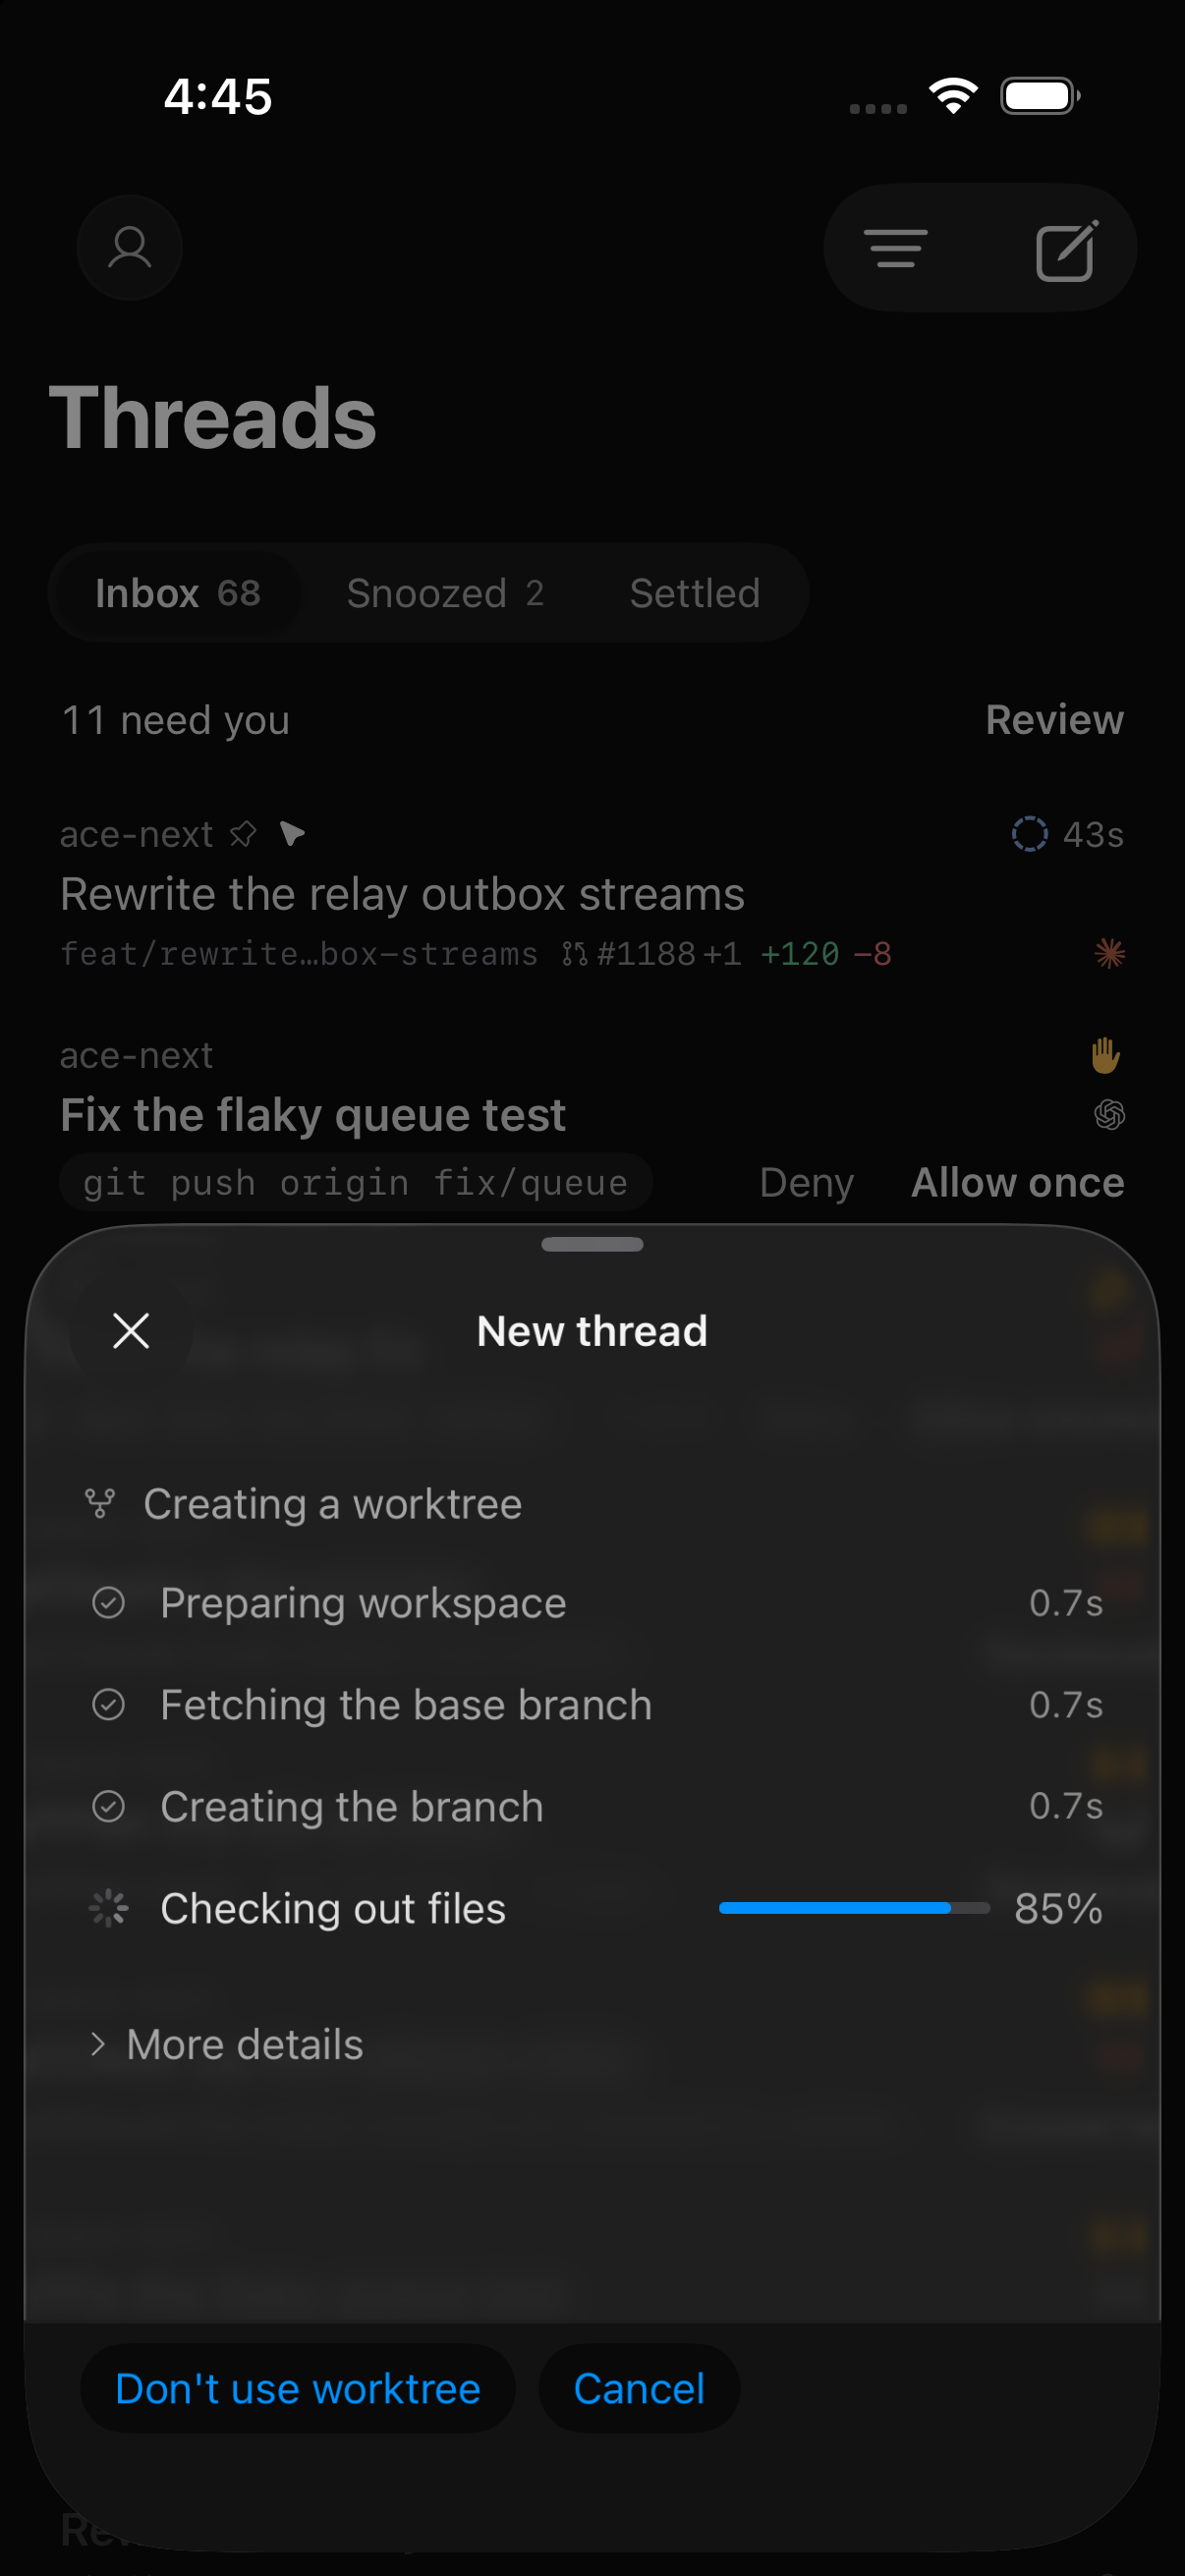 4:45
Threads
Inbox 68 Snoozed 2 Settled
11 need you Review
ace-next 43s
Rewrite the relay outbox streams
feat/rewrite…box-streams #1188 +1 +120 −8
ace-next
Fix the flaky queue test
git push origin fix/queue Deny Allow once
New thread
Creating a worktree
Preparing workspace 0.7s
Fetching the base branch 0.7s
Creating the branch 0.7s
Checking out files 85%
More details
Don't use worktree Cancel